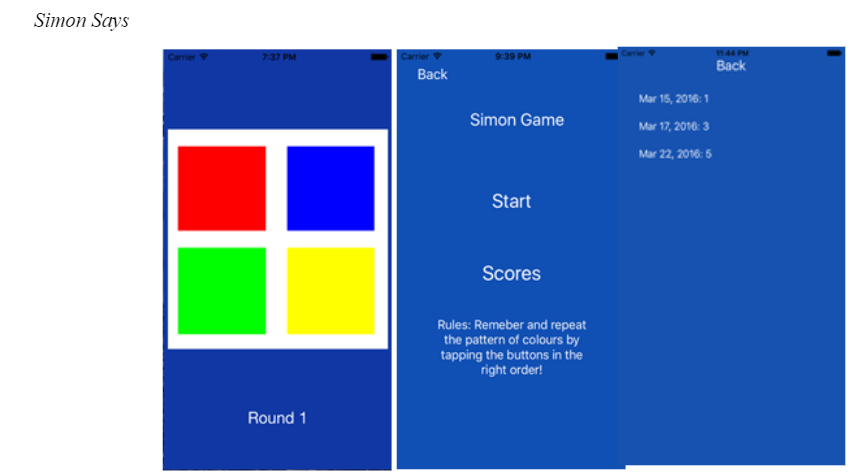 Simon Says
Carrier 7:37 PM
Round 1
Carrier 9:39 PM
Back
Simon Game
Start
Scores
Rules: Remeber and repeat
the pattern of colours by
tapping the buttons in the
right order!
Carrier 11:44 PM
Back
Mar 15, 2016: 1
Mar 17, 2016: 3
Mar 22, 2016: 5